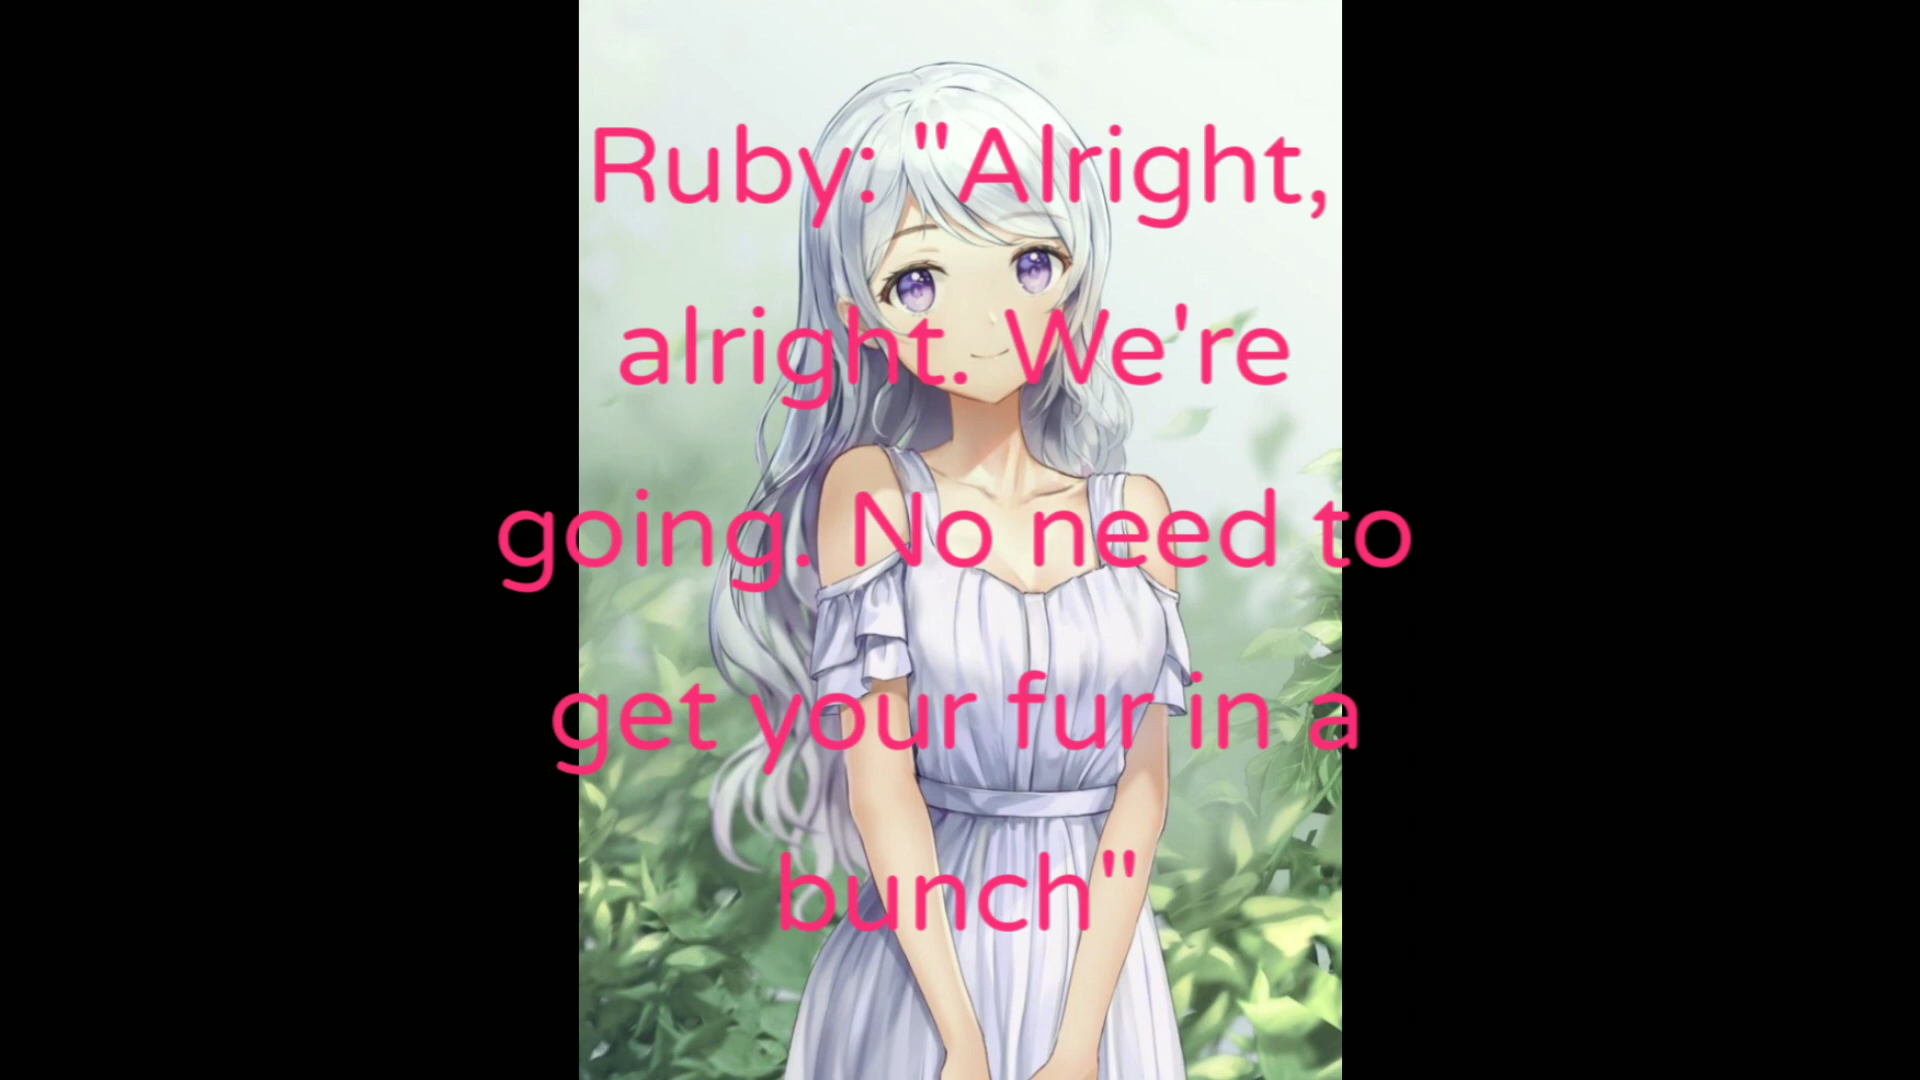 Ruby: "Alright,
alright. We're
going. No need to
get your fur in a
bunch"